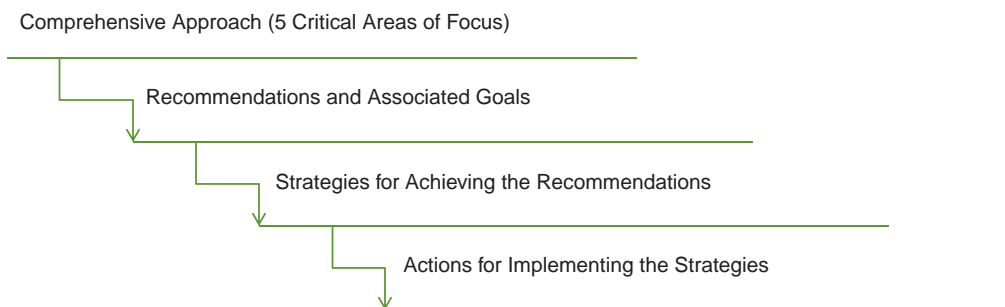 Comprehensive Approach (5 Critical Areas of Focus)
Recommendations and Associated Goals
Strategies for Achieving the Recommendations
Actions for Implementing the Strategies